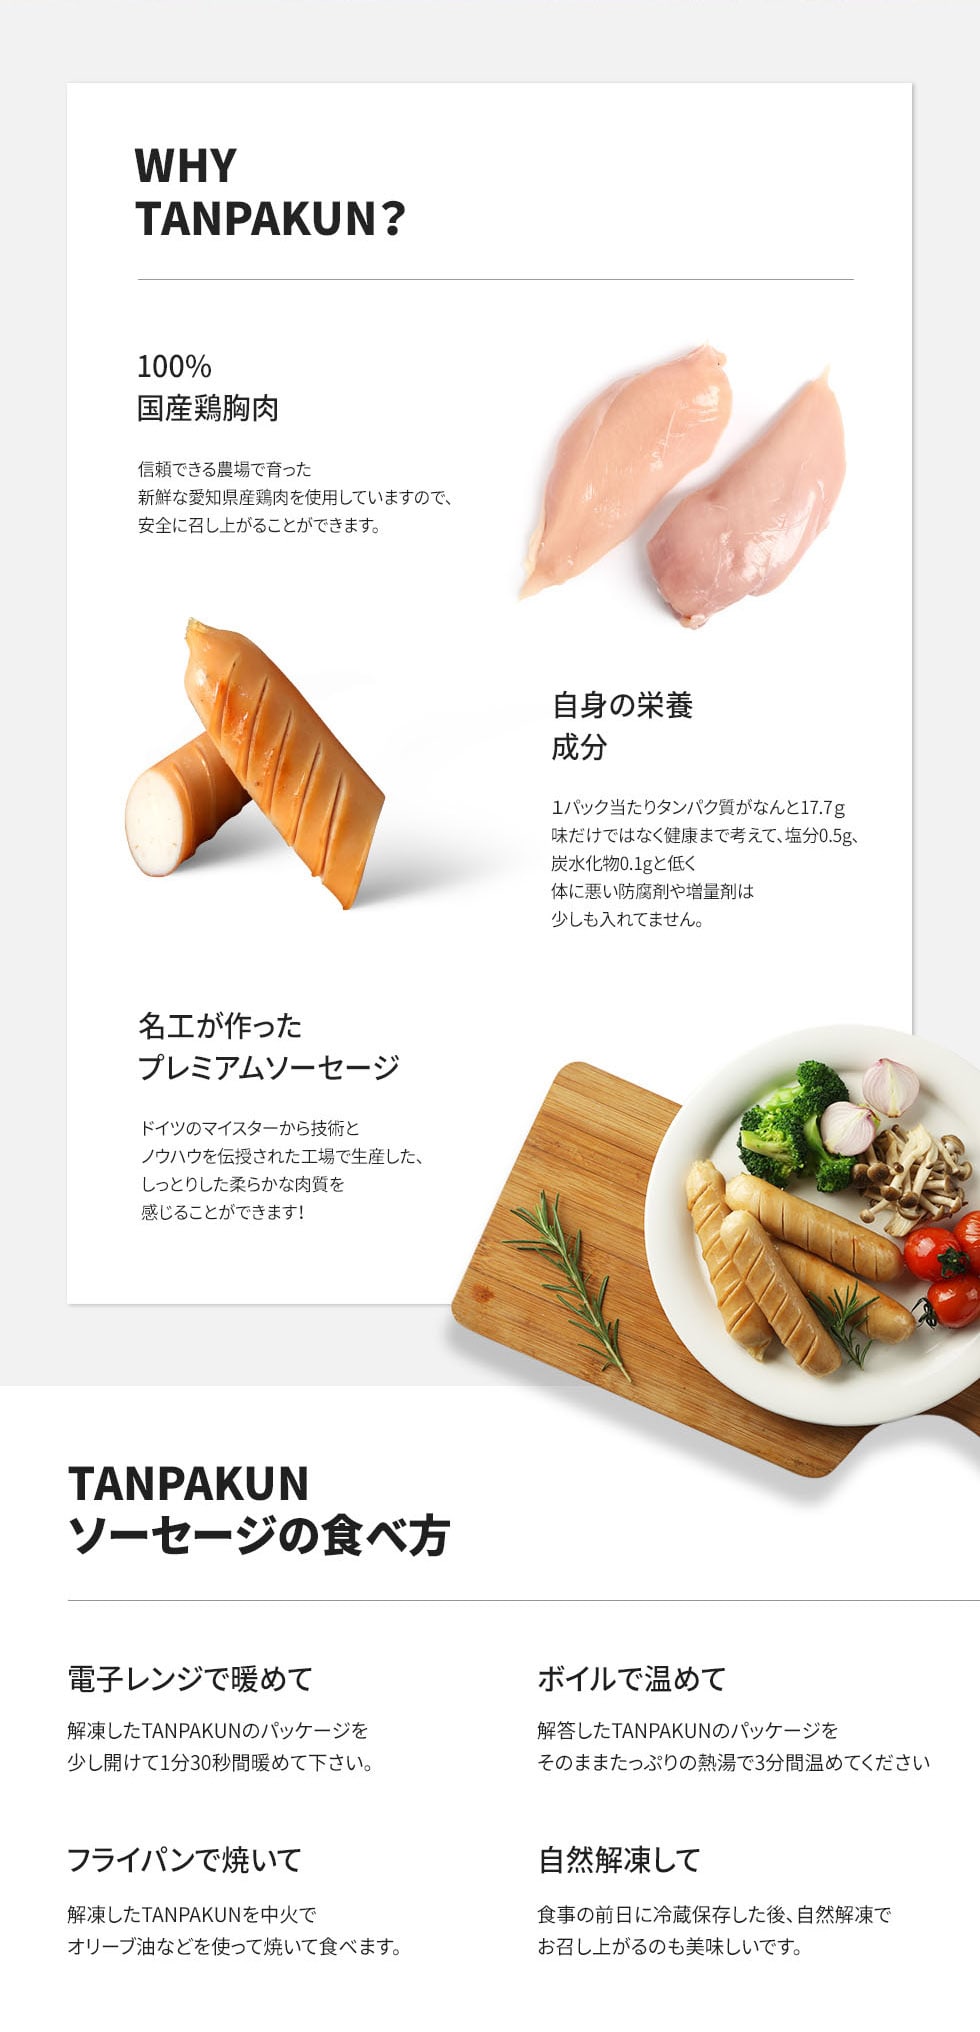 WHY
TANPAKUN？
100%
国産鶏胸肉
信頼できる農場で育った
新鮮な愛知県産鶏肉を使用していますので、
安全に召し上がることができます。
自身の栄養
成分
１パック当たりタンパク質がなんと17.7ｇ
味だけではなく健康まで考えて、塩分0.5g、
炭水化物0.1gと低く
体に悪い防腐剤や増量剤は
少しも入れてません。
名工が作った
プレミアムソーセージ
ドイツのマイスターから技術と
ノウハウを伝授された工場で生産した、
しっとりした柔らかな肉質を
感じることができます！
TANPAKUN
ソーセージの食べ方
電子レンジで暖めて
解凍したTANPAKUNのパッケージを
少し開けて1分30秒間暖めて下さい。
ボイルで温めて
解答したTANPAKUNのパッケージを
そのままたっぷりの熱湯で3分間温めてください
フライパンで焼いて
解凍したTANPAKUNを中火で
オリーブ油などを使って焼いて食べます。
自然解凍して
食事の前日に冷蔵保存した後、自然解凍で
お召し上がるのも美味しいです。